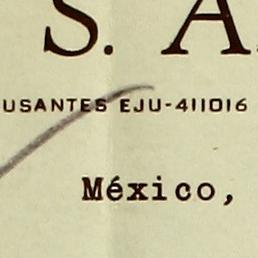 S. A.
USANTES EJU-411016
México,